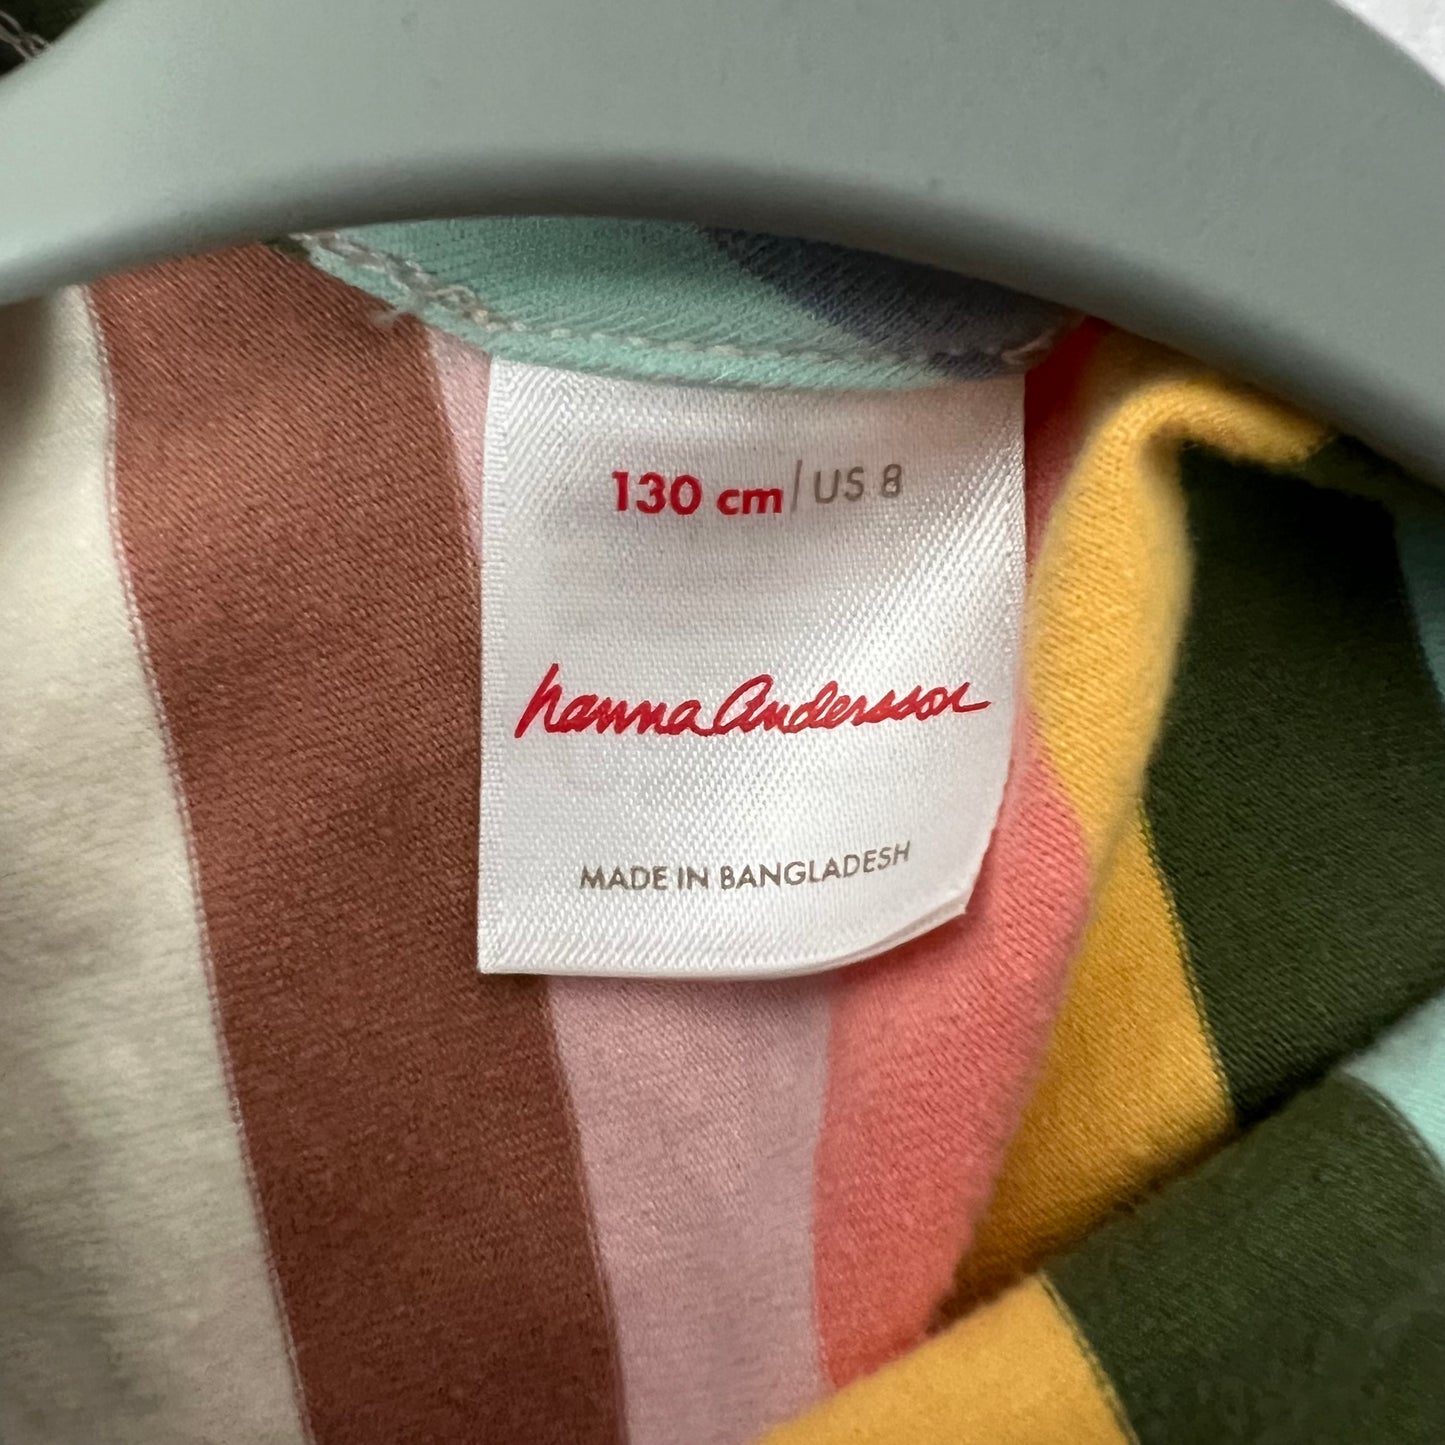 130 cm/US 8
hanna Andersson
MADE IN BANGLADESH